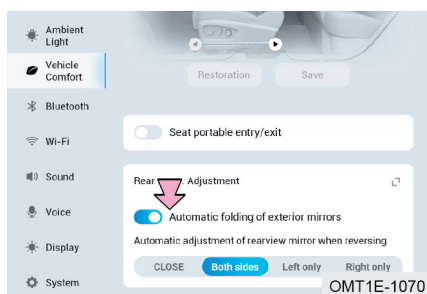 Ambient
Light
Vehicle
Comfort
Bluetooth
Wi-Fi
Sound
Voice
Display
System
Restoration
Save
Seat portable entry/exit
Rear Adjustment
Automatic folding of exterior mirrors
Automatic adjustment of rearview mirror when reversing
CLOSE Both sides Left only Right only
OMT1E-1070